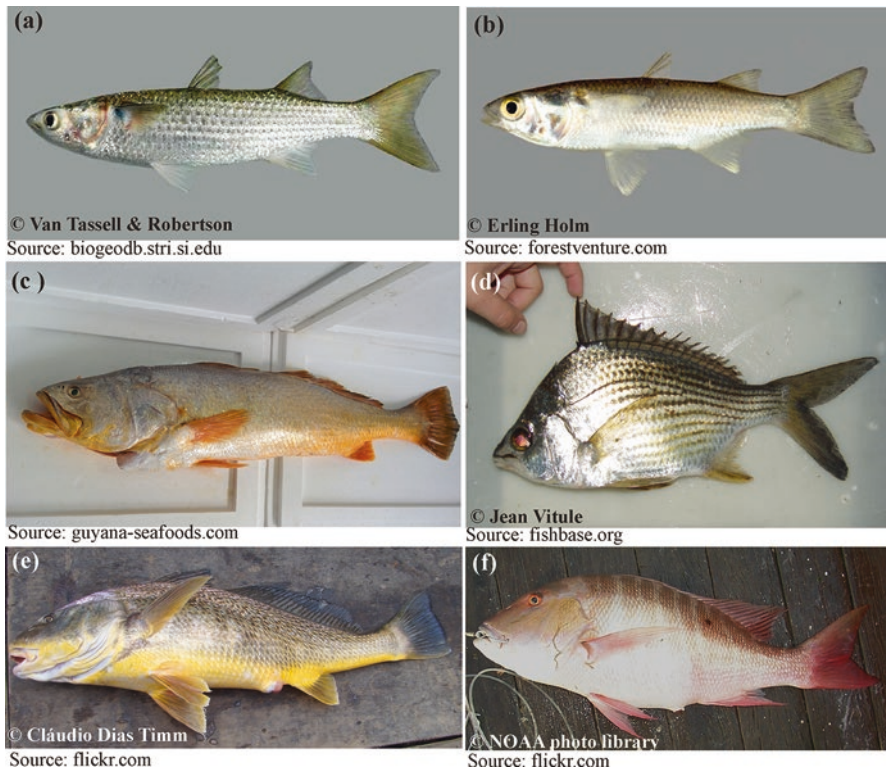 (a)
© Van Tassell & Robertson
Source: biogeodb.stri.si.edu
(b)
© Erling Holm
Source: forestventure.com
(c )
Source: guyana-seafoods.com
(d)
© Jean Vitule
Source: fishbase.org
(e)
© Cláudio Dias Timm
Source: flickr.com
(f)
© NOAA photo library
Source: flickr.com